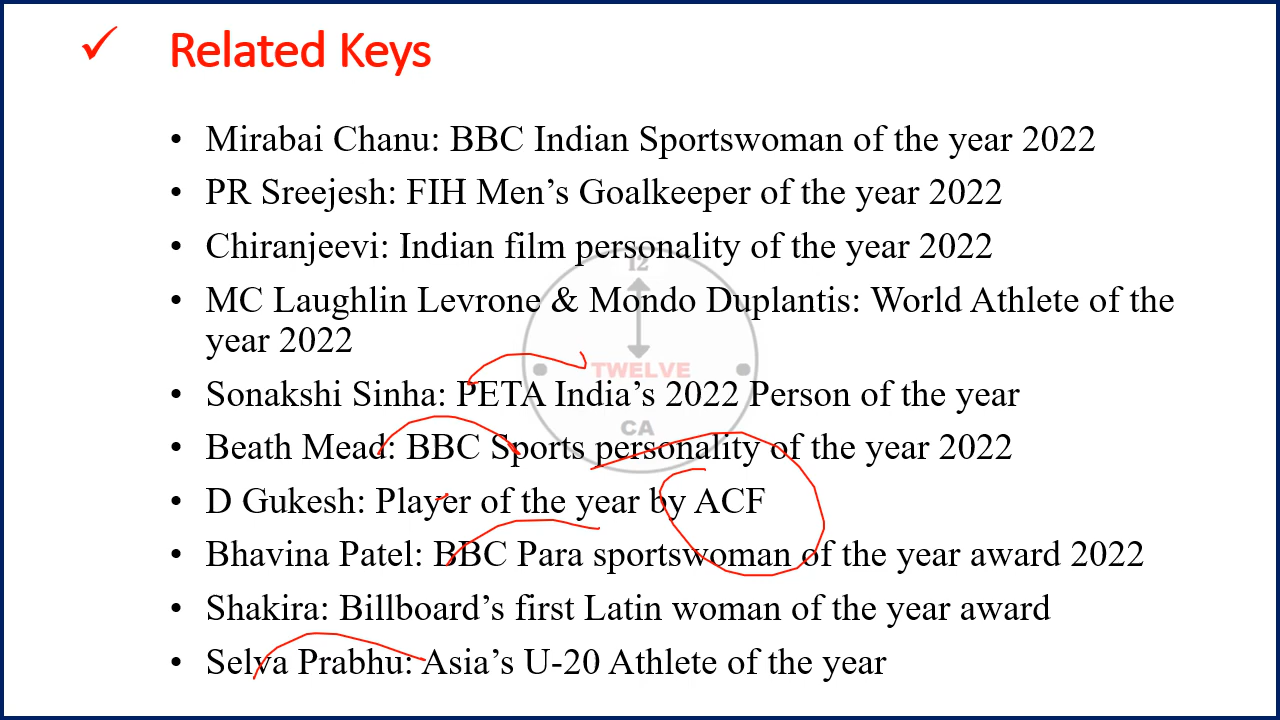 ✓ Related Keys
• Mirabai Chanu: BBC Indian Sportswoman of the year 2022
• PR Sreejesh: FIH Men’s Goalkeeper of the year 2022
• Chiranjeevi: Indian film personality of the year 2022
12
• MC Laughlin Levrone & Mondo Duplantis: World Athlete of the
year 2022
TWELVE
• Sonakshi Sinha: PETA India’s 2022 Person of the year
CA
• Beath Mead: BBC Sports personality of the year 2022
• D Gukesh: Player of the year by ACF
• Bhavina Patel: BBC Para sportswoman of the year award 2022
• Shakira: Billboard’s first Latin woman of the year award
• Selva Prabhu: Asia’s U-20 Athlete of the year